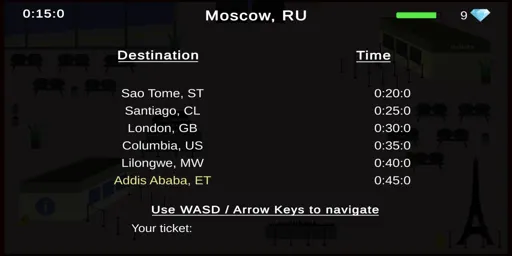 0:15:0
Moscow, RU
9
Destination Time
Sao Tome, ST 0:20:0
Santiago, CL 0:25:0
London, GB 0:30:0
Columbia, US 0:35:0
Lilongwe, MW 0:40:0
Addis Ababa, ET 0:45:0
Use WASD / Arrow Keys to navigate
Your ticket: